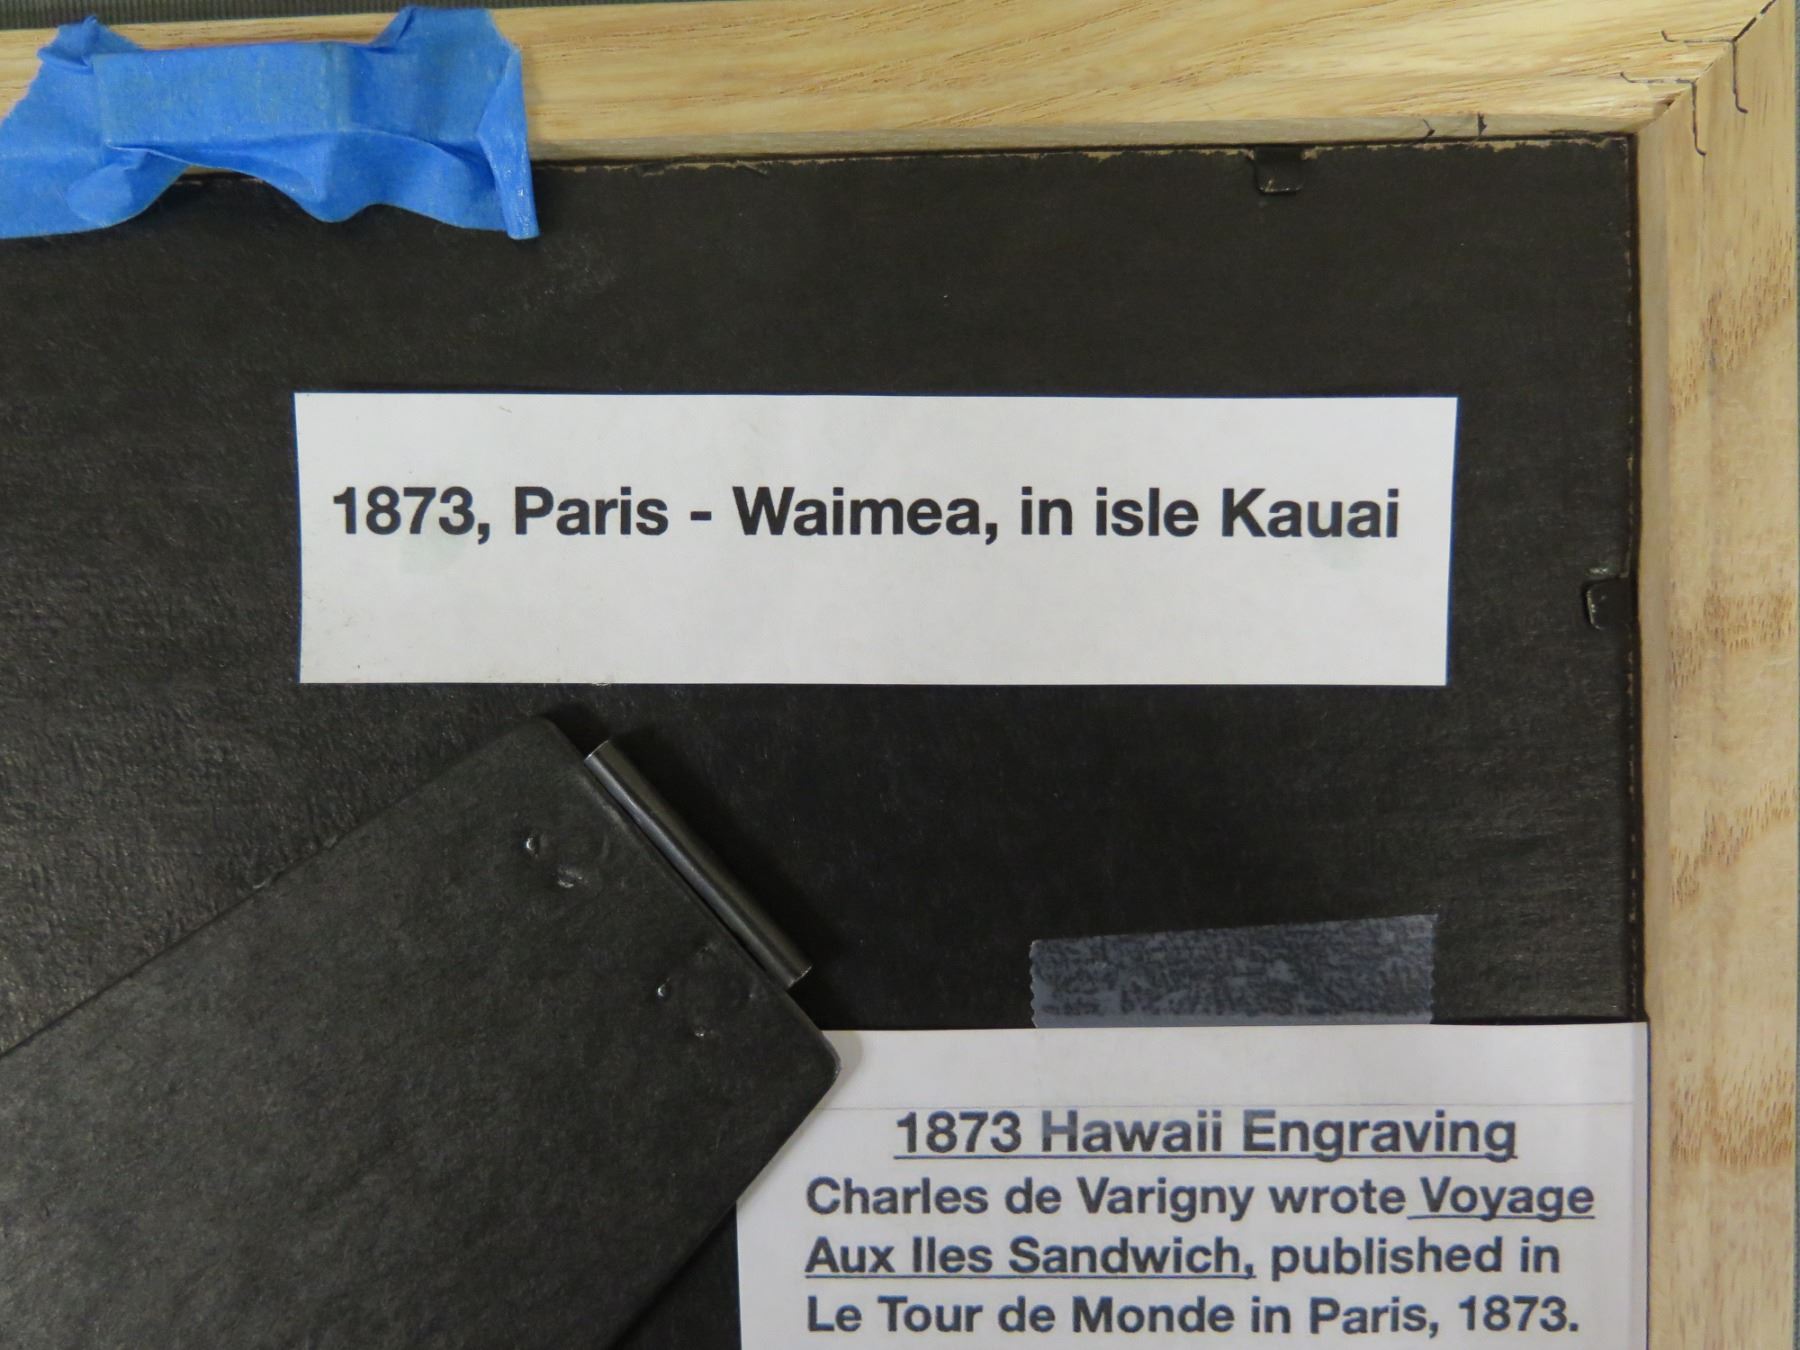 1873, Paris - Waimea, in isle Kauai
1873 Hawaii Engraving
Charles de Varigny wrote Voyage
Aux Iles Sandwich, published in
Le Tour de Monde in Paris, 1873.